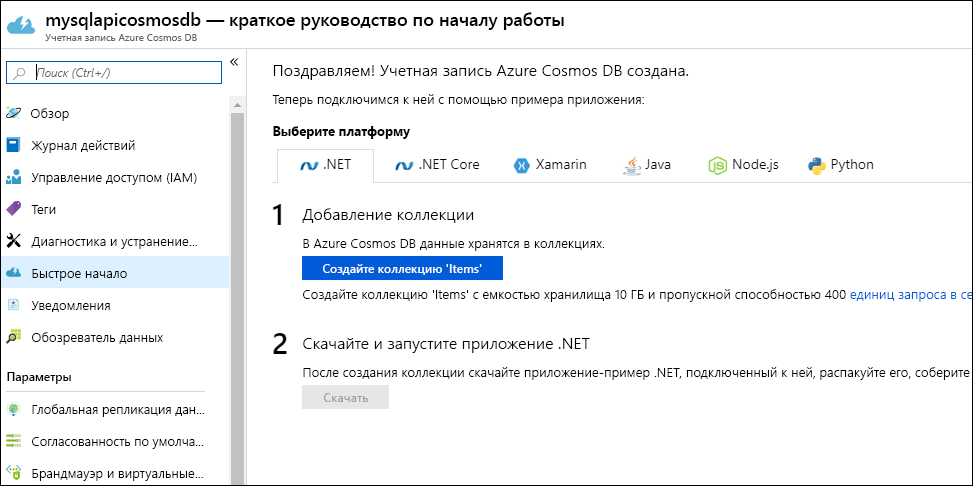 mysqlapicosmosdb — краткое руководство по началу работы
Учетная запись Azure Cosmos DB
Поиск (Ctrl+/)
«
Обзор
Журнал действий
Управление доступом (IAM)
Теги
Диагностика и устранение...
Быстрое начало
Уведомления
Обозреватель данных
Параметры
Глобальная репликация дан...
Согласованность по умолча...
Брандмауэр и виртуальные...
Поздравляем! Учетная запись Azure Cosmos DB создана.
Теперь подключимся к ней с помощью примера приложения:
Выберите платформу
.NET
.NET Core
Xamarin
Java
Node.js
Python
1 Добавление коллекции
В Azure Cosmos DB данные хранятся в коллекциях.
Создайте коллекцию 'Items'
Создайте коллекцию 'Items' с емкостью хранилища 10 ГБ и пропускной способностью 400 единиц запроса в се
2 Скачайте и запустите приложение .NET
После создания коллекции скачайте приложение-пример .NET, подключенный к ней, распакуйте его, соберите
Скачать